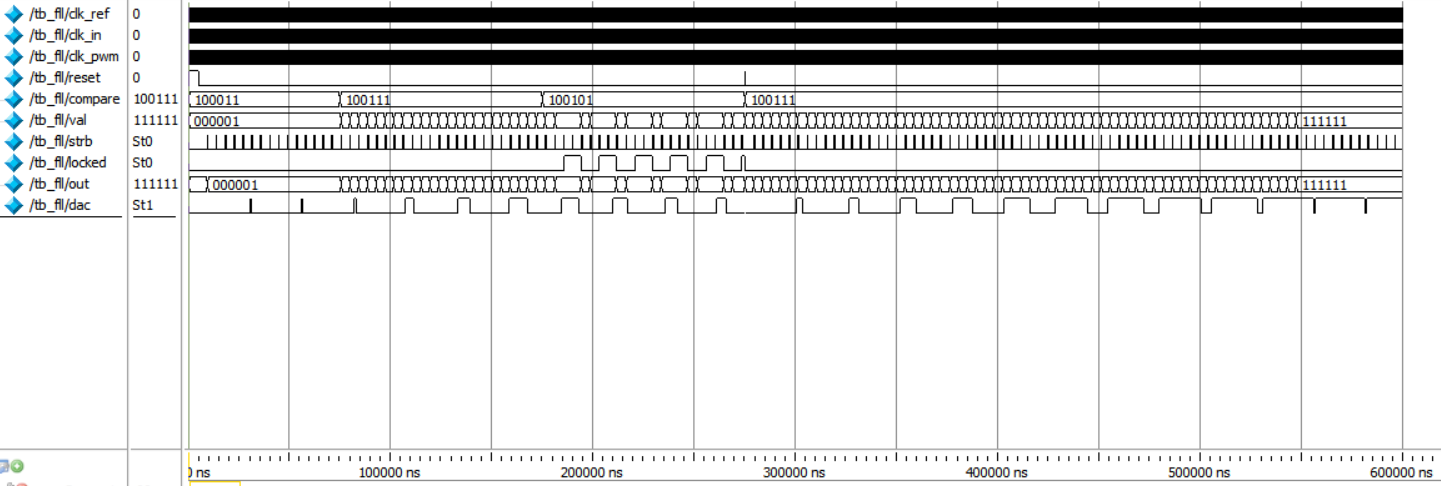 /tb_fll/clk_ref 0
/tb_fll/clk_in 0
/tb_fll/clk_pwm 0
/tb_fll/reset 0
/tb_fll/compare 100111 100011 100111 100101 100111
/tb_fll/val 111111 000001 111111
/tb_fll/strb St0
/tb_fll/locked St0
/tb_fll/out 111111 000001 111111
/tb_fll/dac St1
0 ns 100000 ns 200000 ns 300000 ns 400000 ns 500000 ns 600000 ns